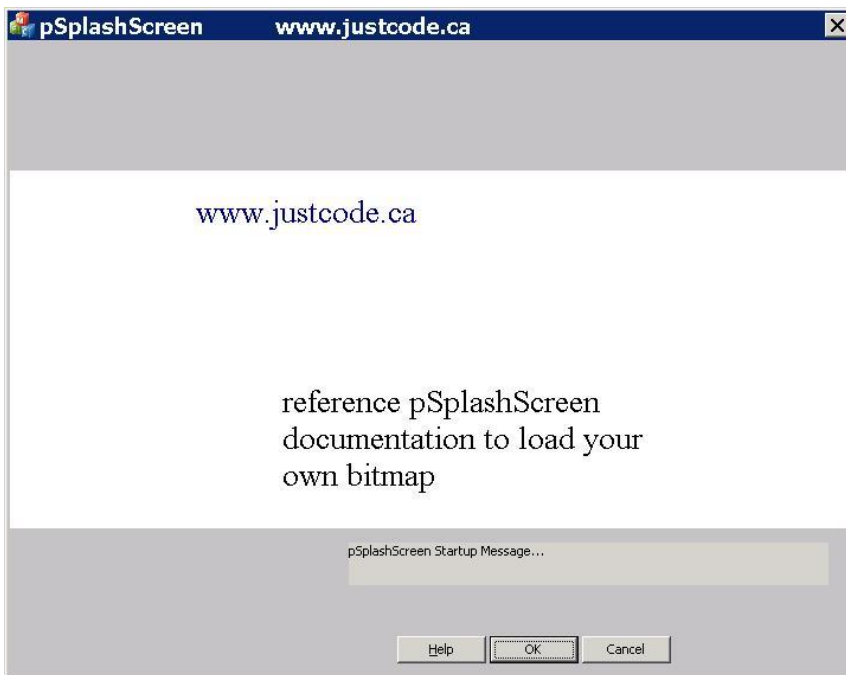 pSplashScreen www.justcode.ca
www.justcode.ca
reference pSplashScreen
documentation to load your
own bitmap
pSplashScreen Startup Message...
Help OK Cancel